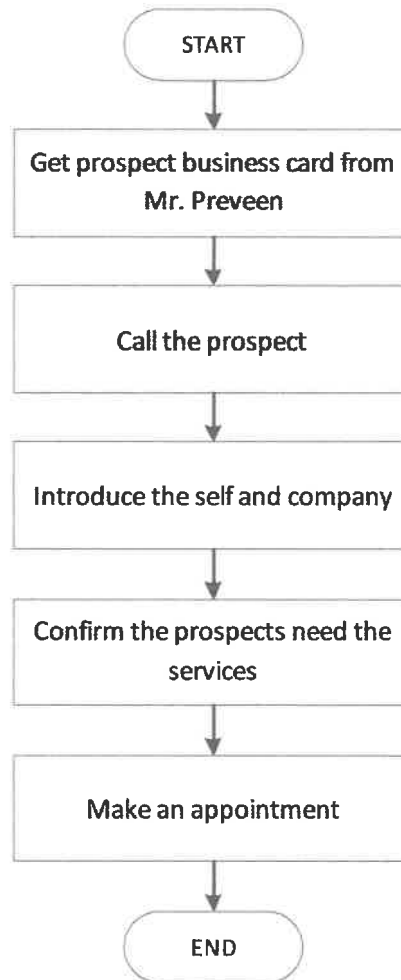 START
Get prospect business card from
Mr. Preveen
Call the prospect
Introduce the self and company
Confirm the prospects need the
services
Make an appointment
END